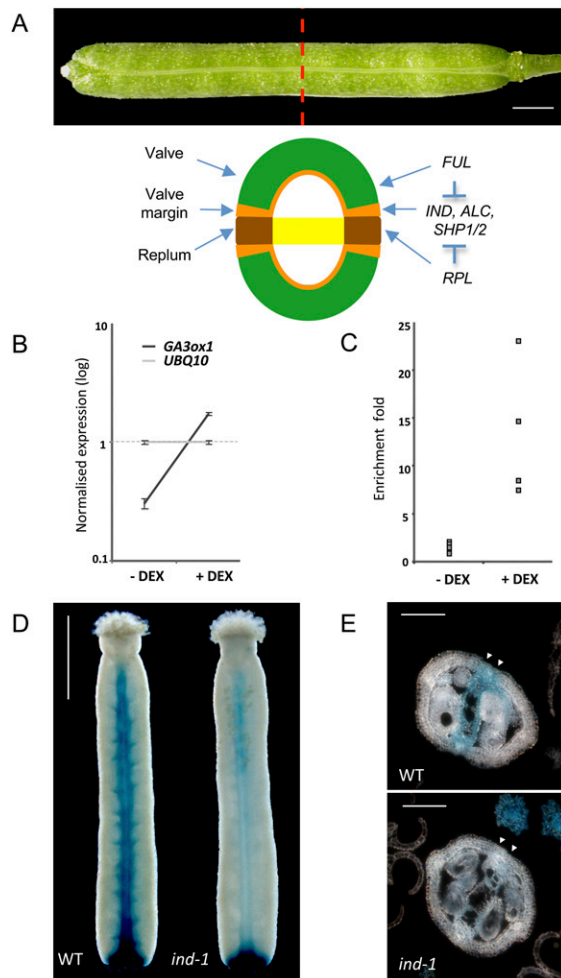 A
Valve
Valve
margin
Replum
FUL
IND, ALC,
SHP1/2
RPL
B
Normalised expression (log)
10
1
0.1
GA3ox1
UBQ10
- DEX
+ DEX
C
Enrichment fold
25
20
15
10
5
0
- DEX
+ DEX
D
WT
ind-1
E
WT
ind-1